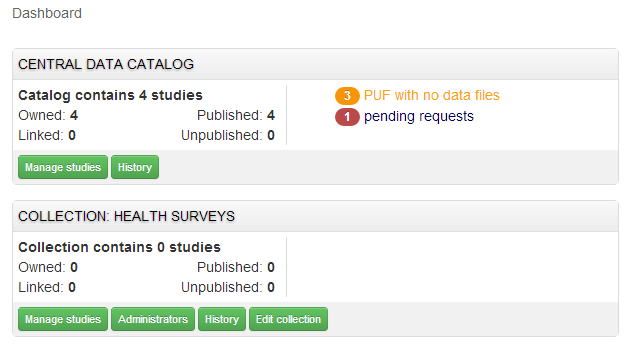 Dashboard
CENTRAL DATA CATALOG
Catalog contains 4 studies
Owned: 4 Published: 4
Linked: 0 Unpublished: 0
3 PUF with no data files
1 pending requests
Manage studies History
COLLECTION: HEALTH SURVEYS
Collection contains 0 studies
Owned: 0 Published: 0
Linked: 0 Unpublished: 0
Manage studies Administrators History Edit collection